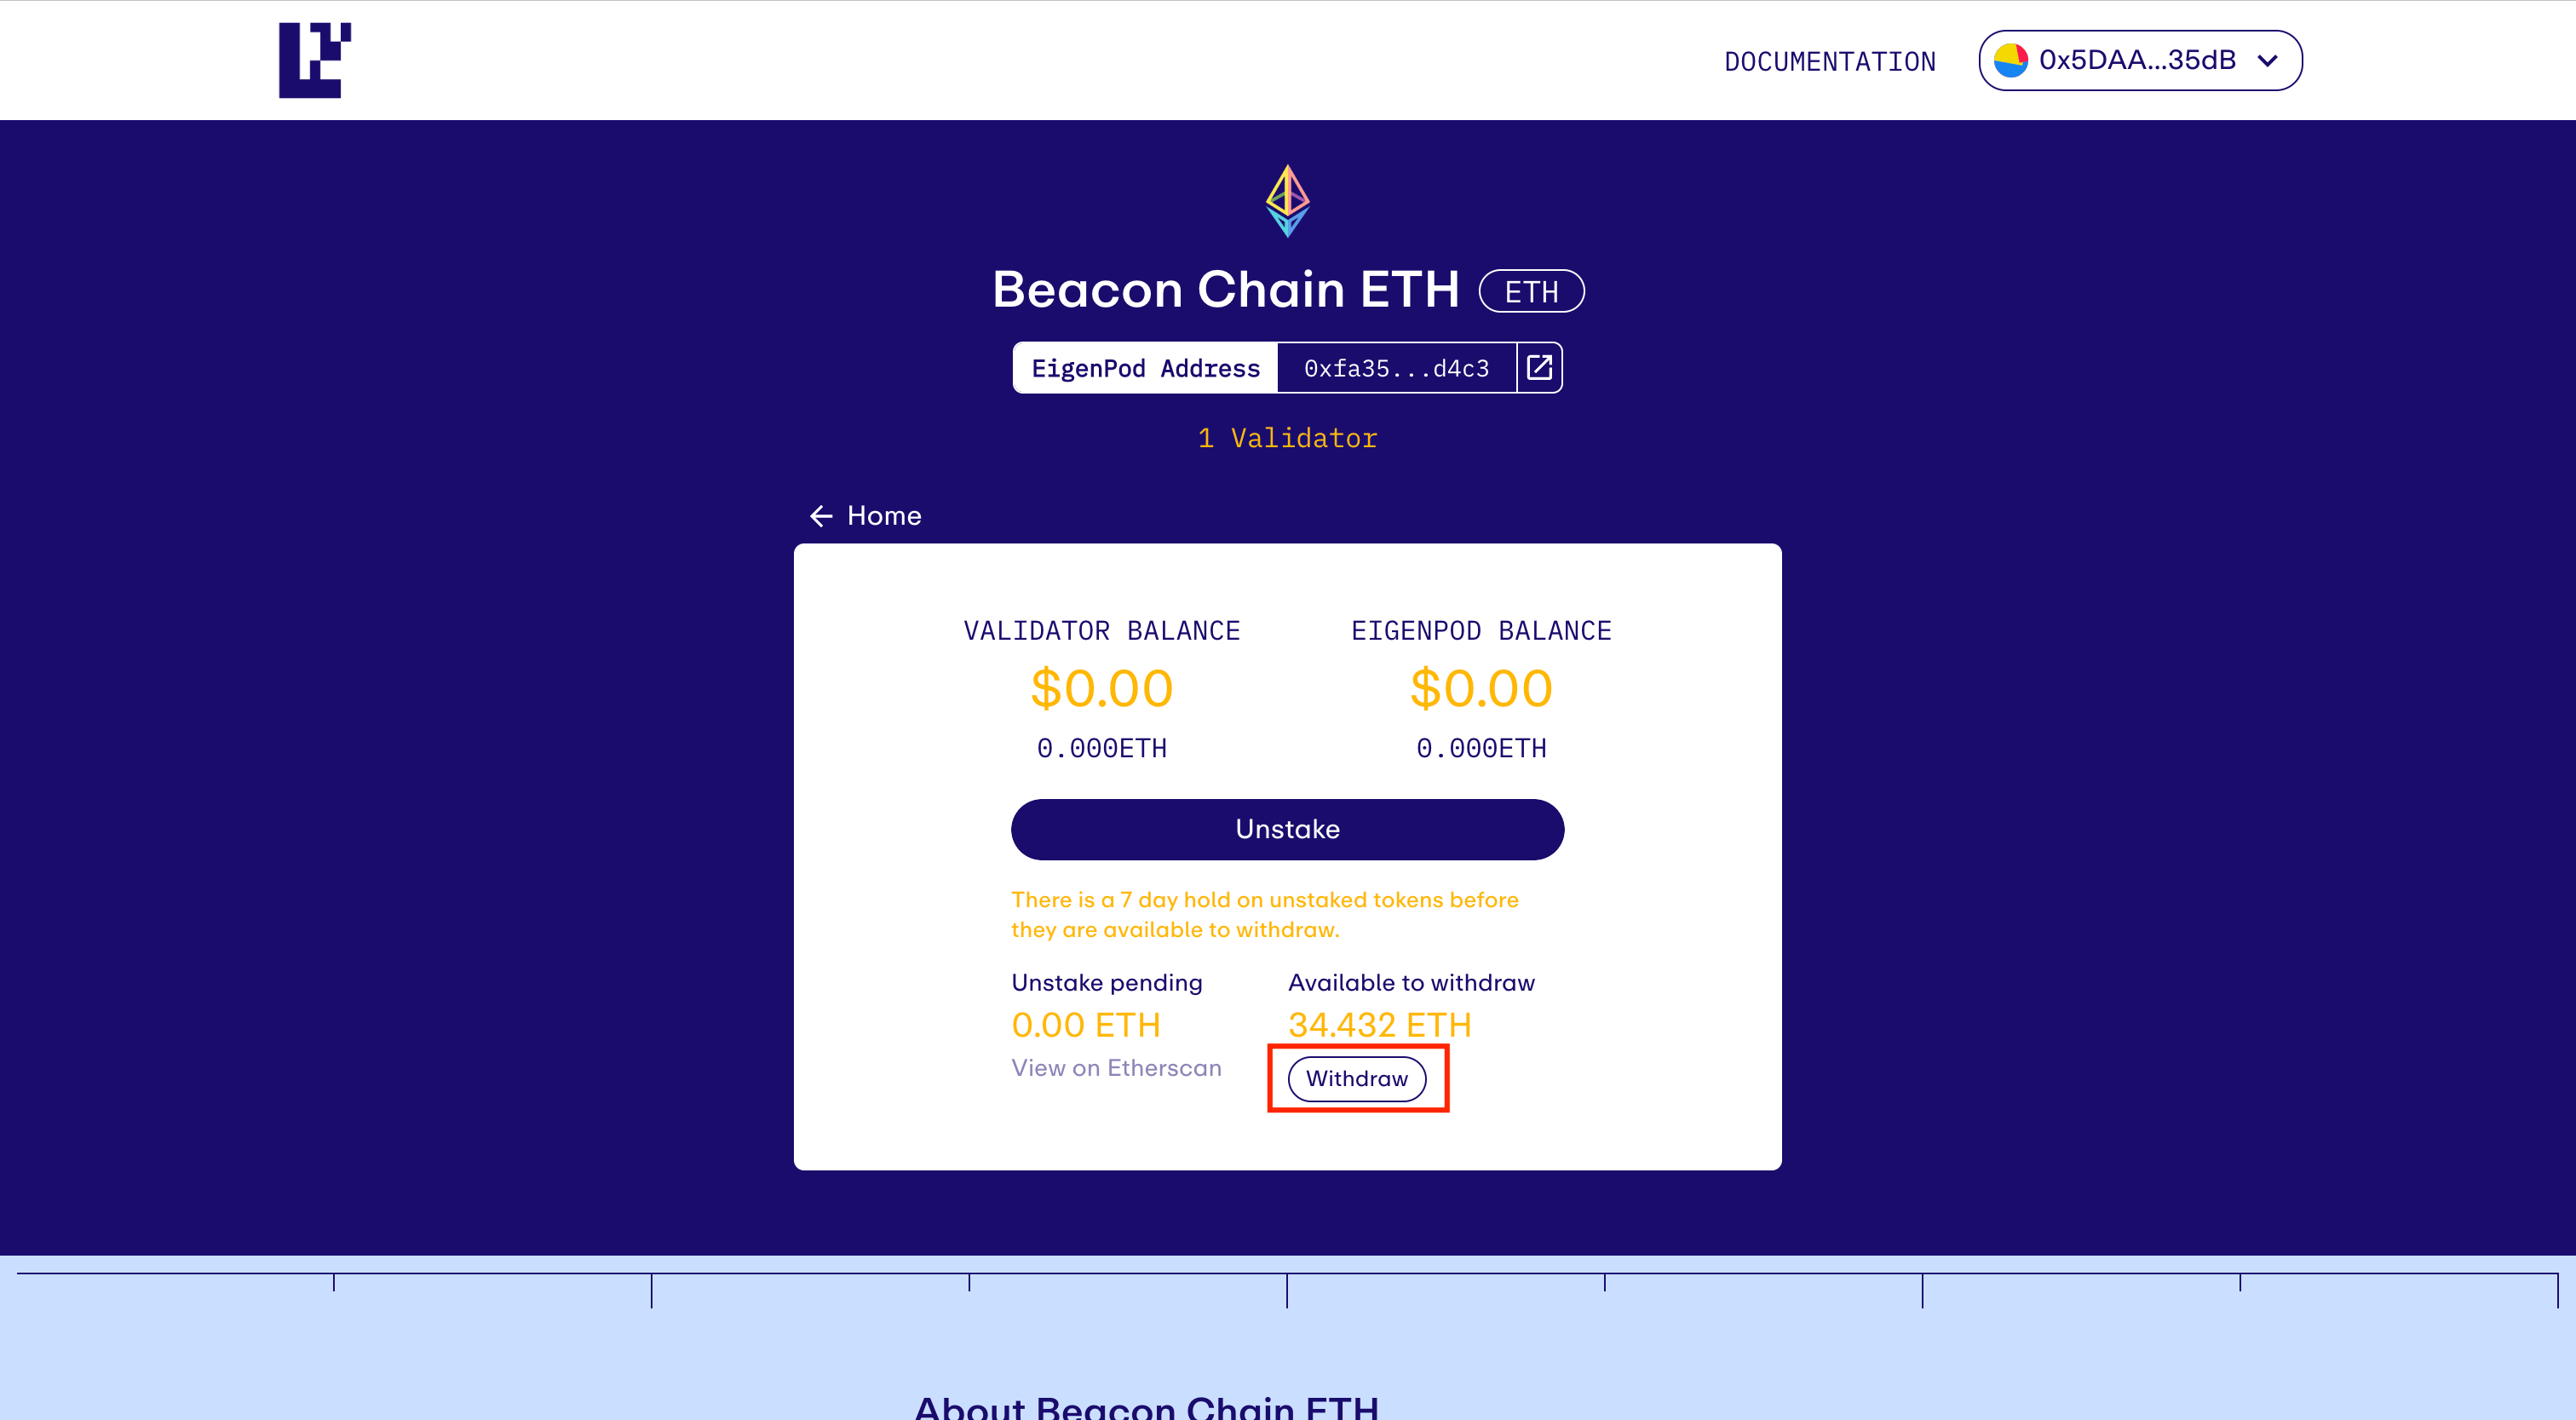 DOCUMENTATION
0x5DAA...35dB
Beacon Chain ETH
ETH
EigenPod Address
0xfa35...d4c3
1 Validator
Home
VALIDATOR BALANCE
EIGENPOD BALANCE
$0.00
$0.00
0.000ETH
0.000ETH
Unstake
There is a 7 day hold on unstaked tokens before
they are available to withdraw.
Unstake pending
Available to withdraw
0.00 ETH
34.432 ETH
View on Etherscan
Withdraw
About Beacon Chain ETH